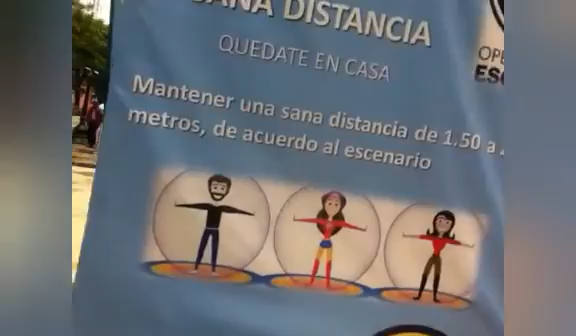 SANA DISTANCIA
QUEDATE EN CASA
Mantener una sana distancia de 1.50 a
metros, de acuerdo al escenario